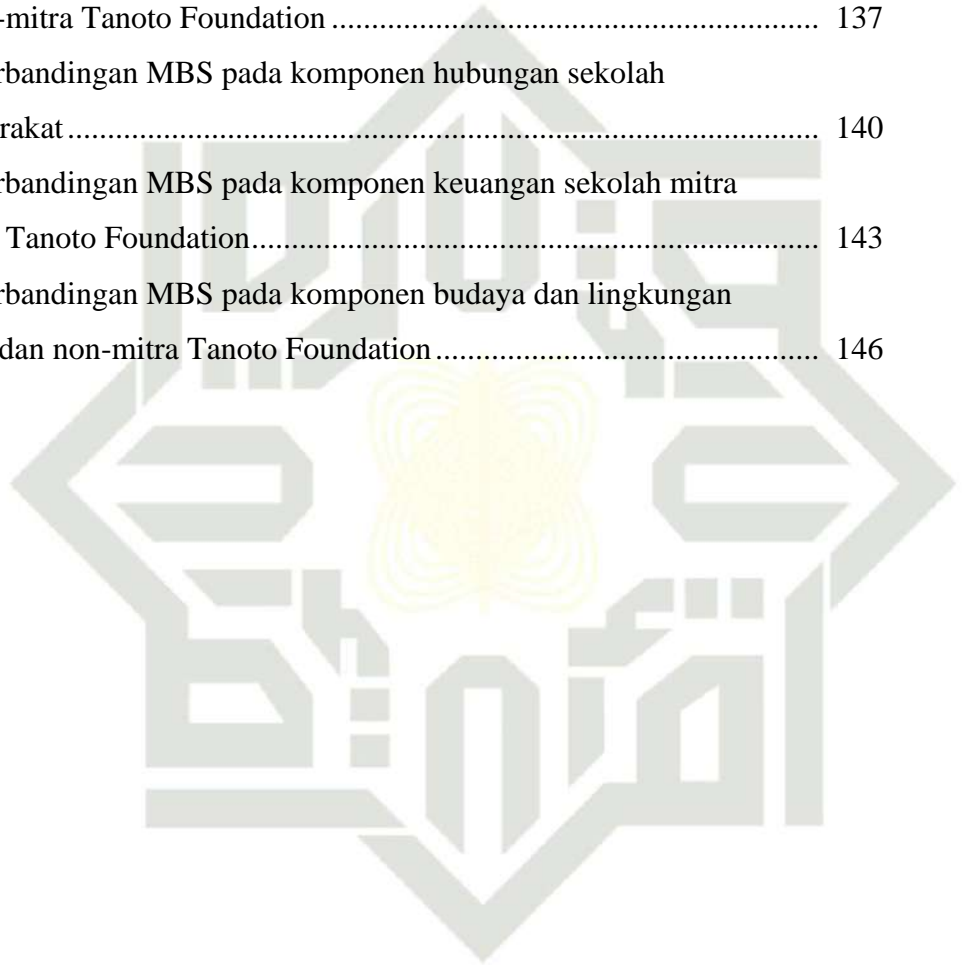 -mitra Tanoto Foundation ........................................................................ 137
rbandingan MBS pada komponen hubungan sekolah
rakat ........................................................................ 140
rbandingan MBS pada komponen keuangan sekolah mitra
Tanoto Foundation ........................................................................ 143
rbandingan MBS pada komponen budaya dan lingkungan
dan non-mitra Tanoto Foundation ........................................................................ 146